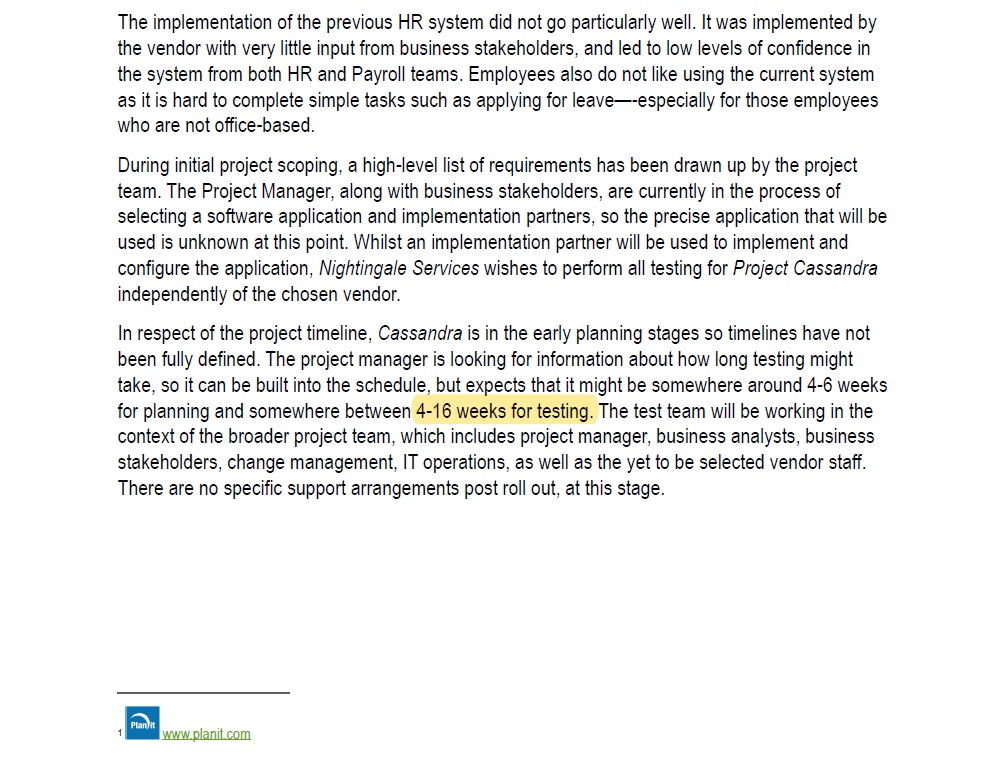 The implementation of the previous HR system did not go particularly well. It was implemented by
the vendor with very little input from business stakeholders, and led to low levels of confidence in
the system from both HR and Payroll teams. Employees also do not like using the current system
as it is hard to complete simple tasks such as applying for leave—-especially for those employees
who are not office-based.
During initial project scoping, a high-level list of requirements has been drawn up by the project
team. The Project Manager, along with business stakeholders, are currently in the process of
selecting a software application and implementation partners, so the precise application that will be
used is unknown at this point. Whilst an implementation partner will be used to implement and
configure the application, Nightingale Services wishes to perform all testing for Project Cassandra
independently of the chosen vendor.
In respect of the project timeline, Cassandra is in the early planning stages so timelines have not
been fully defined. The project manager is looking for information about how long testing might
take, so it can be built into the schedule, but expects that it might be somewhere around 4-6 weeks
for planning and somewhere between 4-16 weeks for testing. The test team will be working in the
context of the broader project team, which includes project manager, business analysts, business
stakeholders, change management, IT operations, as well as the yet to be selected vendor staff.
There are no specific support arrangements post roll out, at this stage.
1 Planit www.planit.com